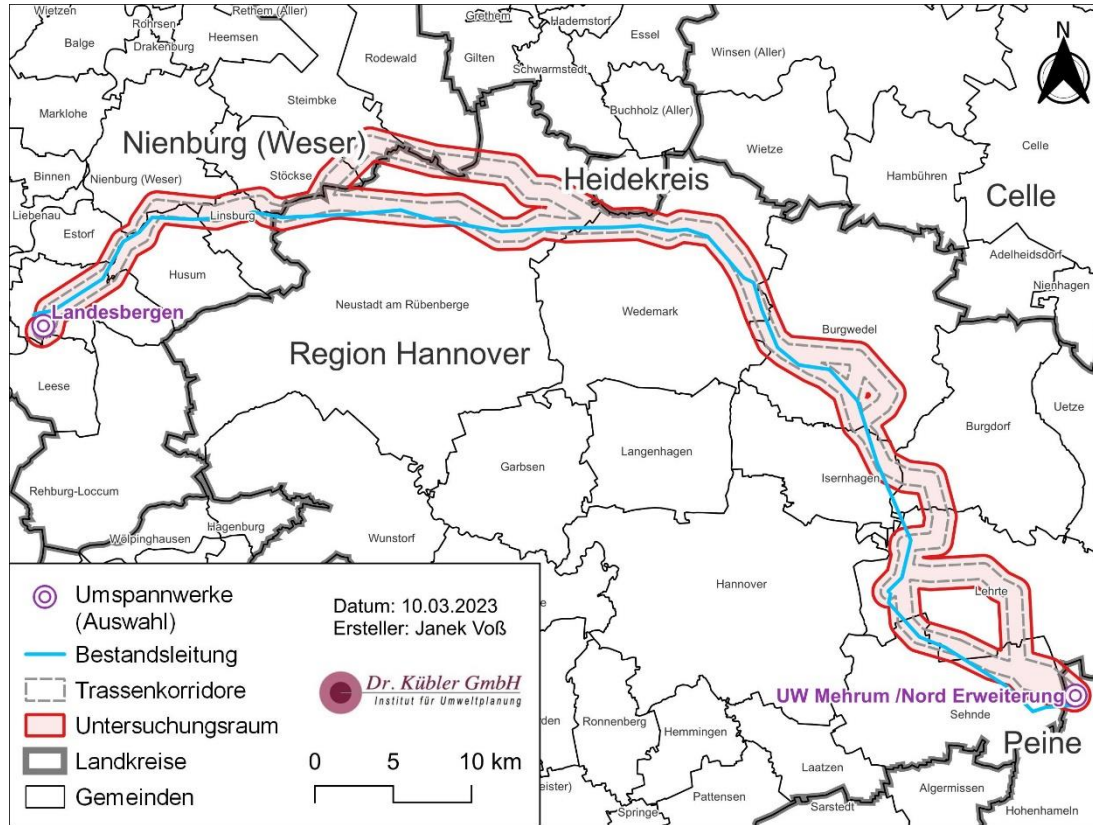 Wietzen
Rethem (Aller)
Grethem
Hademstorf
Rohrsen
Essel
Winsen (Aller)
N
Balge
Drakenburg
Heemsen
Rodewald
Gilten
Schwarmstedt
Marklohe
Steimbke
Buchholz (Aller)
Nienburg (Weser)
Wietze
Celle
Binnen
Nienburg (Weser)
Stöckse
Heidekreis
Hambühren
Celle
Liebenau
Linsburg
Estorf
Adelheidsdorf
Husum
Nienhagen
Landesbergen
Neustadt am Rübenberge
Wedemark
Burgwedel
Region Hannover
Leese
Uetze
Burgdorf
Garbsen
Langenhagen
Isernhagen
Rehburg-Loccum
Hagenburg
Wölpinghausen
Wunstorf
Hannover
Lehrte
UW Mehrum /Nord Erweiterung
Sehnde
Ronnenberg
Hemmingen
Peine
Laatzen
Algermissen
Pattensen
Sarstedt
Springe
Hohenhameln
Umspannwerke
(Auswahl)
Bestandsleitung
Trassenkorridore
Untersuchungsraum
Landkreise
Gemeinden
Datum: 10.03.2023
Ersteller: Janek Voß
Dr. Kübler GmbH
Institut für Umweltplanung
0 5 10 km